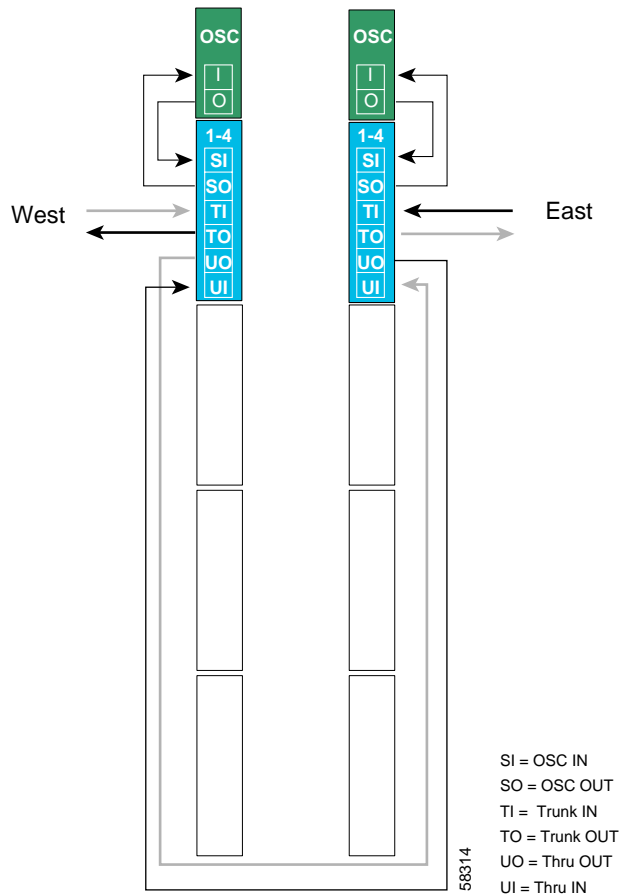 OSC
I
O
1-4
SI
SO
TI
TO
UO
UI
OSC
I
O
1-4
SI
SO
TI
TO
UO
UI
West
East
SI = OSC IN
SO = OSC OUT
TI = Trunk IN
TO = Trunk OUT
UO = Thru OUT
UI = Thru IN
58314